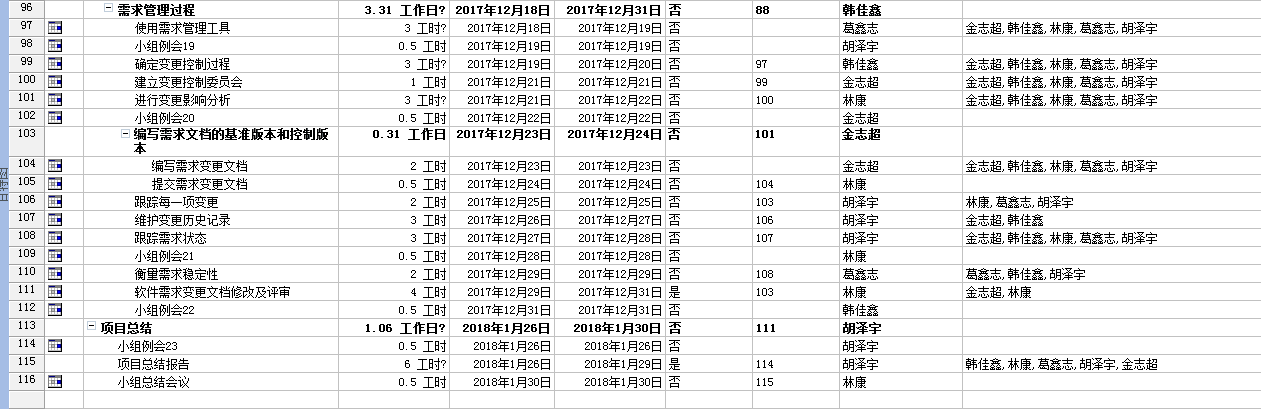 96 需求管理过程 3.31 工作日? 2017年12月18日 2017年12月31日 否 88 韩佳鑫
97 使用需求管理工具 3 工时? 2017年12月18日 2017年12月19日 否 葛鑫志 金志超, 韩佳鑫, 林康, 葛鑫志, 胡泽宇
98 小组例会19 0.5 工时 2017年12月19日 2017年12月19日 否 胡泽宇
99 确定变更控制过程 3 工时? 2017年12月19日 2017年12月20日 否 97 韩佳鑫 金志超, 韩佳鑫, 林康, 葛鑫志, 胡泽宇
100 建立变更控制委员会 1 工时 2017年12月21日 2017年12月21日 否 99 金志超 金志超, 韩佳鑫, 林康, 葛鑫志, 胡泽宇
101 进行变更影响分析 3 工时? 2017年12月21日 2017年12月22日 否 100 林康 金志超, 韩佳鑫, 林康, 葛鑫志, 胡泽宇
102 小组例会20 0.5 工时 2017年12月22日 2017年12月22日 否 金志超
103 编写需求文档的基准版本和控制版 0.31 工作日 2017年12月23日 2017年12月24日 否 101 金志超
本
104 编写需求变更文档 2 工时 2017年12月23日 2017年12月23日 否 金志超 金志超, 韩佳鑫, 林康, 葛鑫志, 胡泽宇
105 提交需求变更文档 0.5 工时 2017年12月24日 2017年12月24日 否 104 林康
106 跟踪每一项变更 2 工时 2017年12月25日 2017年12月25日 否 103 胡泽宇 林康, 葛鑫志, 胡泽宇
107 维护变更历史记录 3 工时 2017年12月26日 2017年12月27日 否 106 胡泽宇 金志超, 韩佳鑫
108 跟踪需求状态 3 工时 2017年12月27日 2017年12月27日 否 107 胡泽宇 金志超, 韩佳鑫, 林康, 葛鑫志, 胡泽宇
109 小组例会21 0.5 工时 2017年12月28日 2017年12月28日 否 林康
110 衡量需求稳定性 2 工时 2017年12月29日 2017年12月29日 否 108 葛鑫志 葛鑫志, 韩佳鑫, 胡泽宇
111 软件需求变更文档修改及评审 4 工时 2017年12月29日 2017年12月31日 是 103 林康 金志超, 林康
112 小组例会22 0.5 工时 2017年12月31日 2017年12月31日 否 韩佳鑫
113 项目总结 1.06 工作日? 2018年1月26日 2018年1月30日 否 111 胡泽宇
114 小组例会23 0.5 工时 2018年1月26日 2018年1月26日 否 胡泽宇
115 项目总结报告 6 工时? 2018年1月26日 2018年1月29日 是 114 胡泽宇 韩佳鑫, 林康, 葛鑫志, 胡泽宇, 金志超
116 小组总结会议 0.5 工时 2018年1月30日 2018年1月30日 否 115 林康